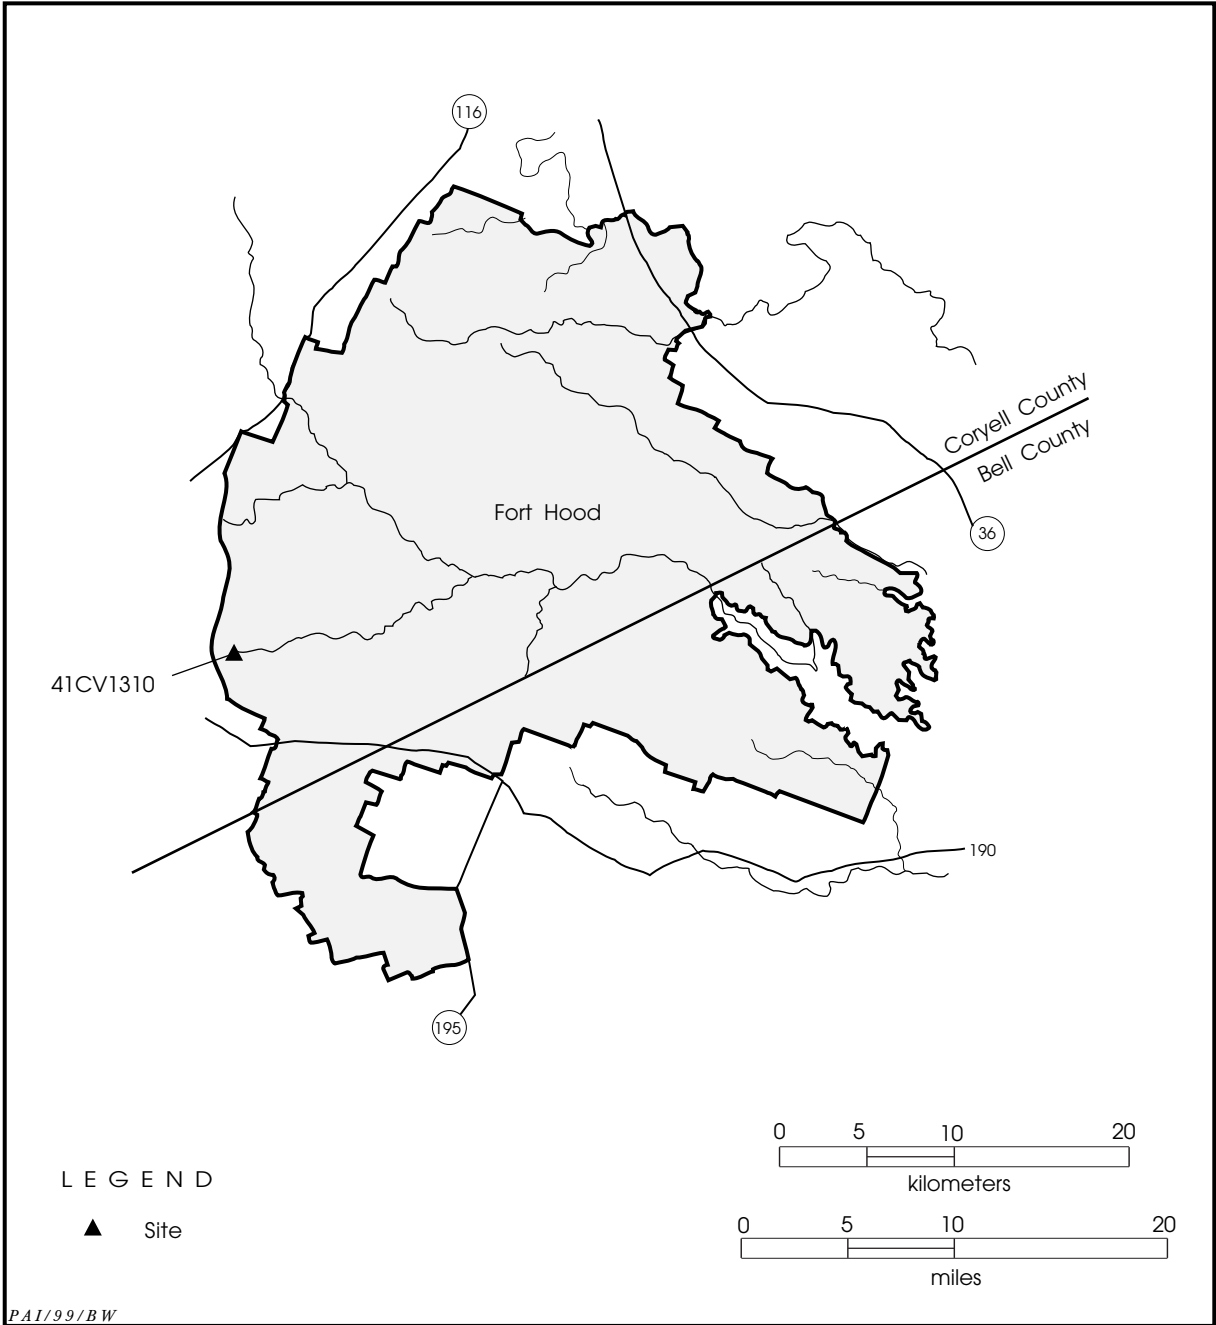 116
Coryell County
Bell County
Fort Hood
36
41CV1310
190
195
0 5 10 20
kilometers
LEGEND
0 5 10 20
Site
miles
PAI/99/BW